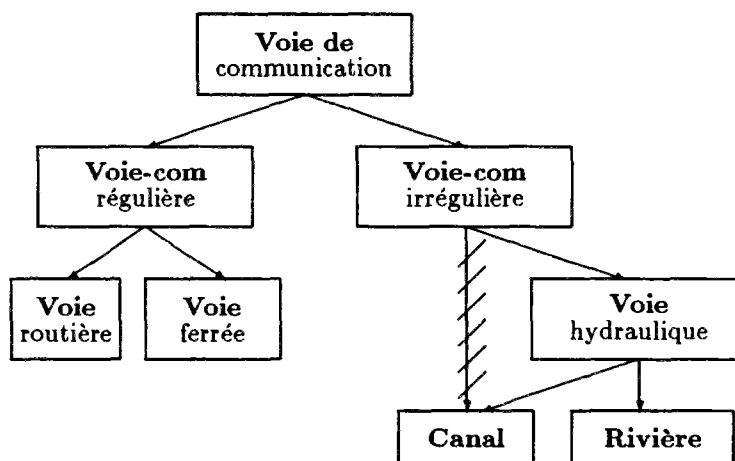 Voie de
communication
Voie-com
régulière
Voie-com
irrégulière
Voie
routière
Voie
ferrée
Voie
hydraulique
Canal
Rivière